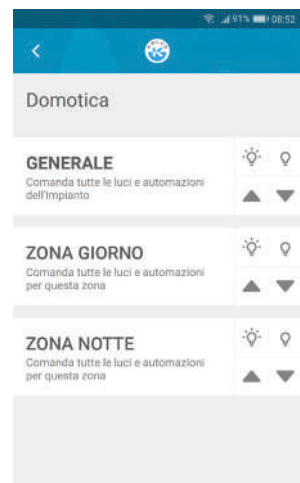 91% 08:52
Domotica
GENERALE
Comanda tutte le luci e automazioni
dell'impianto
ZONA GIORNO
Comanda tutte le luci e automazioni
per questa zona
ZONA NOTTE
Comanda tutte le luci e automazioni
per questa zona